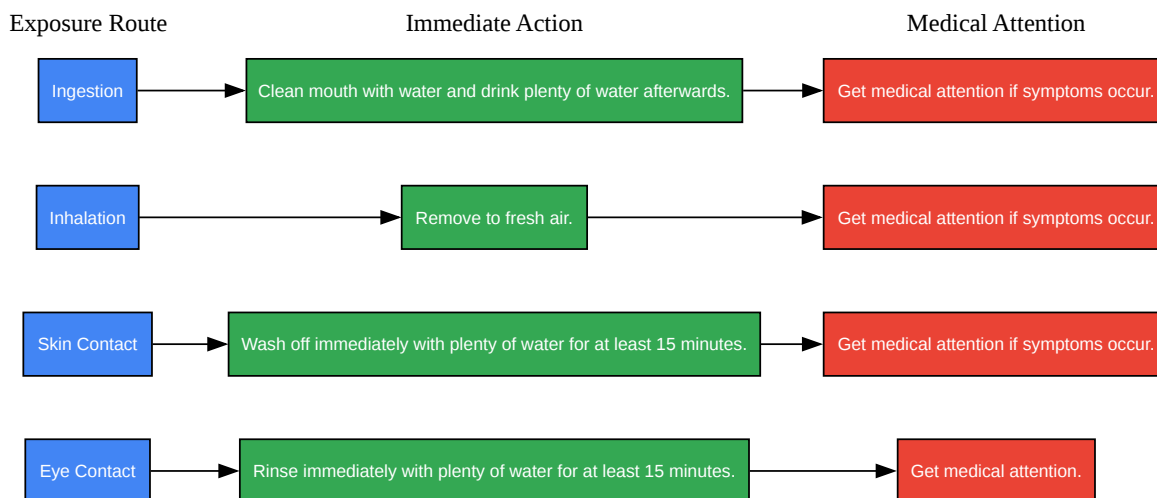 Exposure Route Immediate Action Medical Attention
Ingestion Clean mouth with water and drink plenty of water afterwards. Get medical attention if symptoms occur.
Inhalation Remove to fresh air. Get medical attention if symptoms occur.
Skin Contact Wash off immediately with plenty of water for at least 15 minutes. Get medical attention if symptoms occur.
Eye Contact Rinse immediately with plenty of water for at least 15 minutes. Get medical attention.